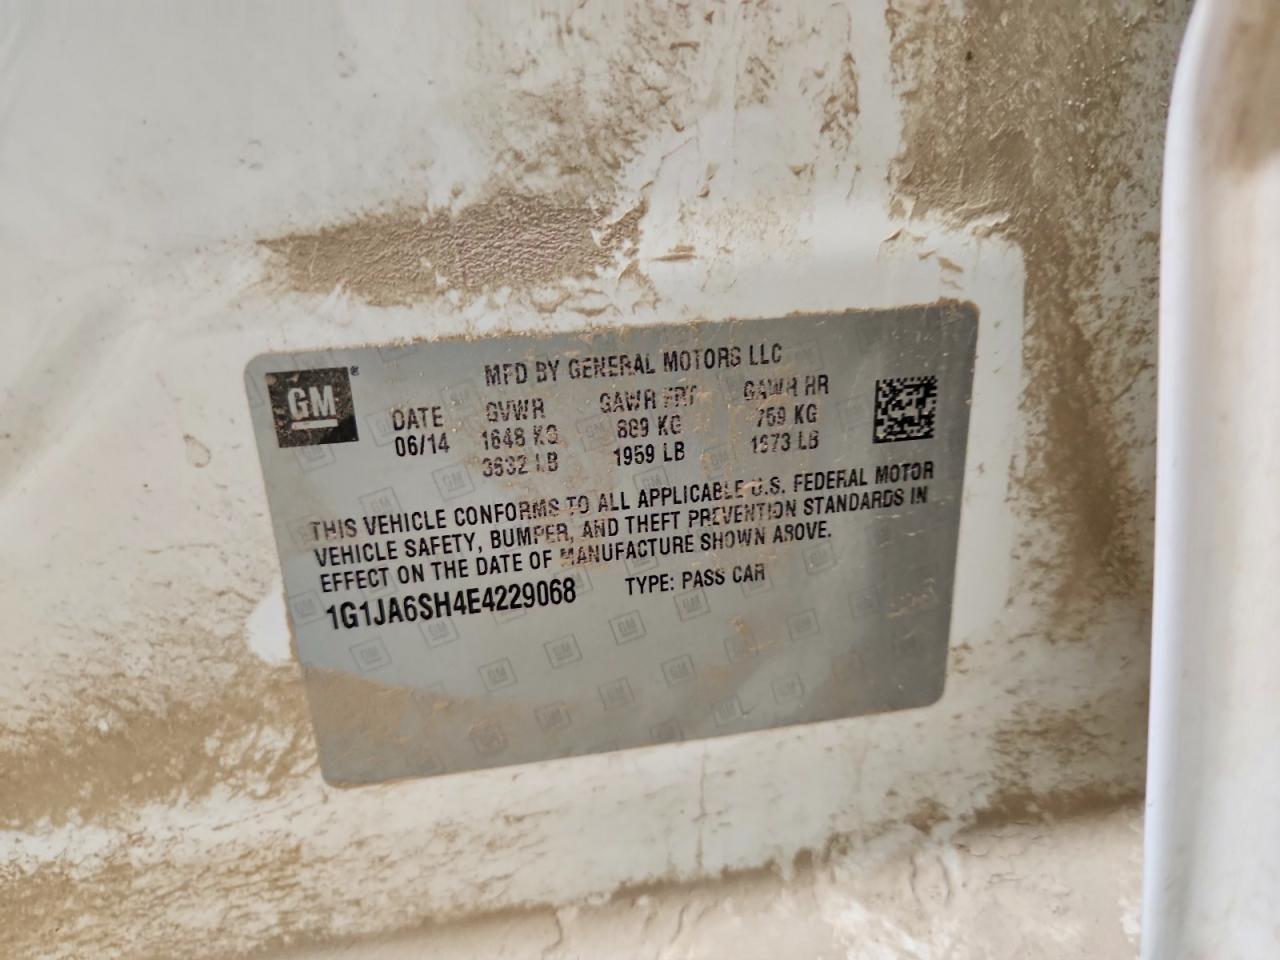 GM®
MFD BY GENERAL MOTORS LLC
DATE GVWR GAWR FRT GAWR RR
06/14 1648 KG 889 KG 759 KG
3632 LB 1959 LB 1673 LB
THIS VEHICLE CONFORMS TO ALL APPLICABLE U.S. FEDERAL MOTOR
VEHICLE SAFETY, BUMPER, AND THEFT PREVENTION STANDARDS IN
EFFECT ON THE DATE OF MANUFACTURE SHOWN ABOVE.
1G1JA6SH4E4229068 TYPE: PASS CAR